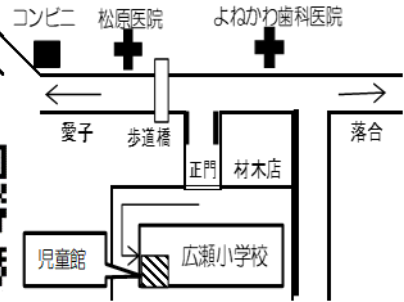 コンビニ
松原医院
よねかわ歯科医院
愛子
歩道橋
落合
正門
材木店
児童館
広瀬小学校